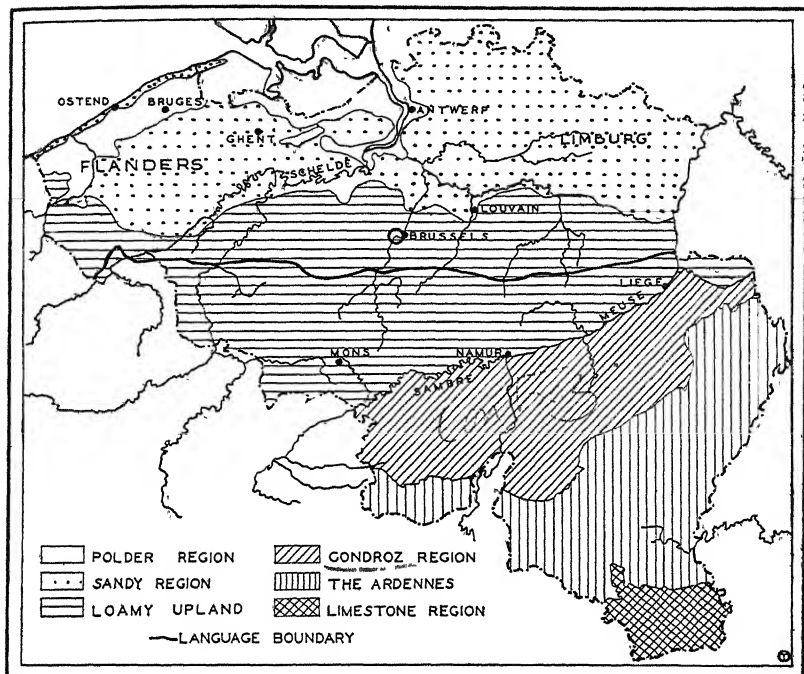 OSTEND
BRUGES
ANTWERP
GHENT
LIMBURG
FLANDERS
SCHELDE
LOUVAIN
BRUSSELS
LIEGE
MEUSE
MONS
NAMUR
SAMBRE
POLDER REGION
SANDY REGION
LOAMY UPLAND
GONDROZ REGION
THE ARDENNES
LIMESTONE REGION
LANGUAGE BOUNDARY